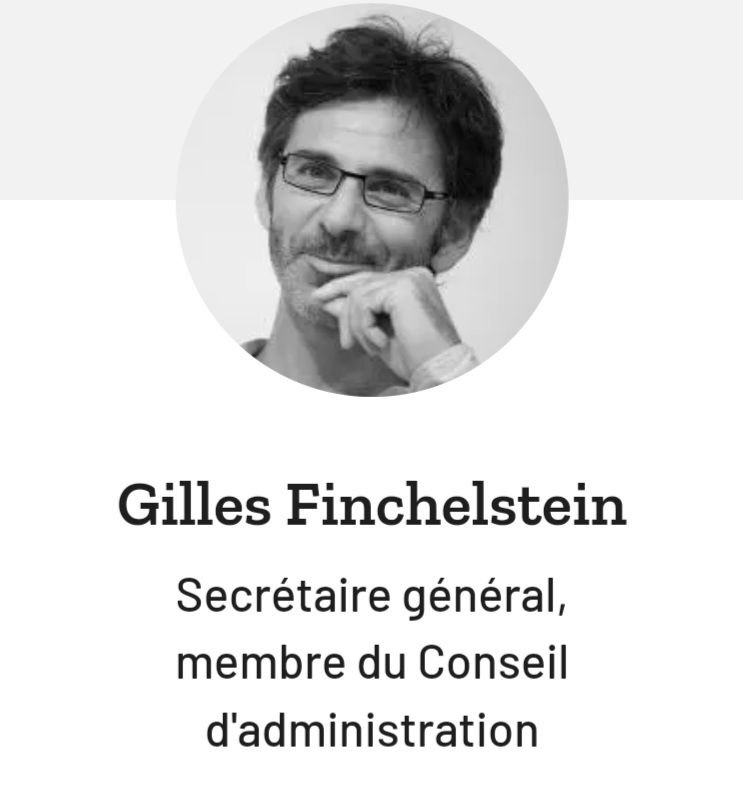 Gilles Finchelstein
Secrétaire général,
membre du Conseil
d'administration